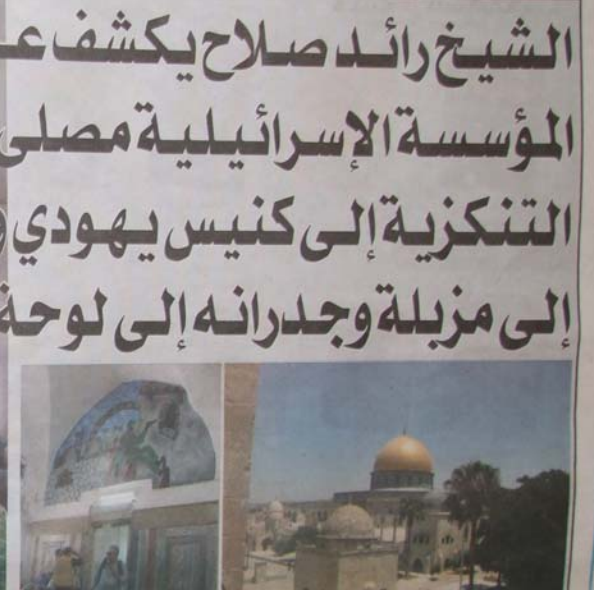 الشيخ رائد صلاح يكشف
المؤسسة الإسرائيلية مصلى
التنكزية إلى كنيس يهودي
إلى مزبلة وجدرانه إلى لوحة